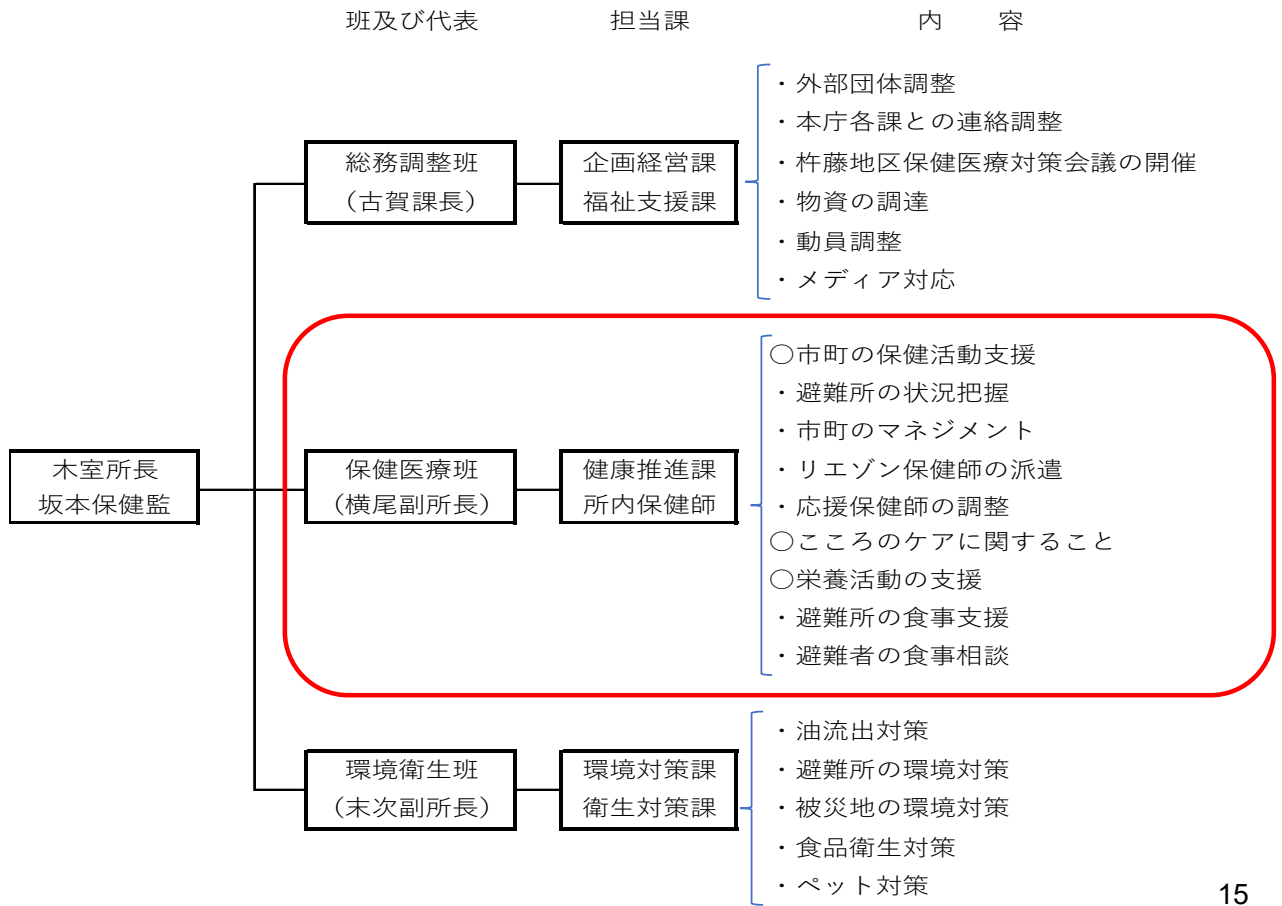 班及び代表
担当課
内　　容
木室所長
坂本保健監
総務調整班
（古賀課長）
企画経営課
福祉支援課
・外部団体調整
・本庁各課との連絡調整
・杵藤地区保健医療対策会議の開催
・物資の調達
・動員調整
・メディア対応
保健医療班
（横尾副所長）
健康推進課
所内保健師
○市町の保健活動支援
・避難所の状況把握
・市町のマネジメント
・リエゾン保健師の派遣
・応援保健師の調整
○こころのケアに関すること
○栄養活動の支援
・避難所の食事支援
・避難者の食事相談
環境衛生班
（末次副所長）
環境対策課
衛生対策課
・油流出対策
・避難所の環境対策
・被災地の環境対策
・食品衛生対策
・ペット対策
15